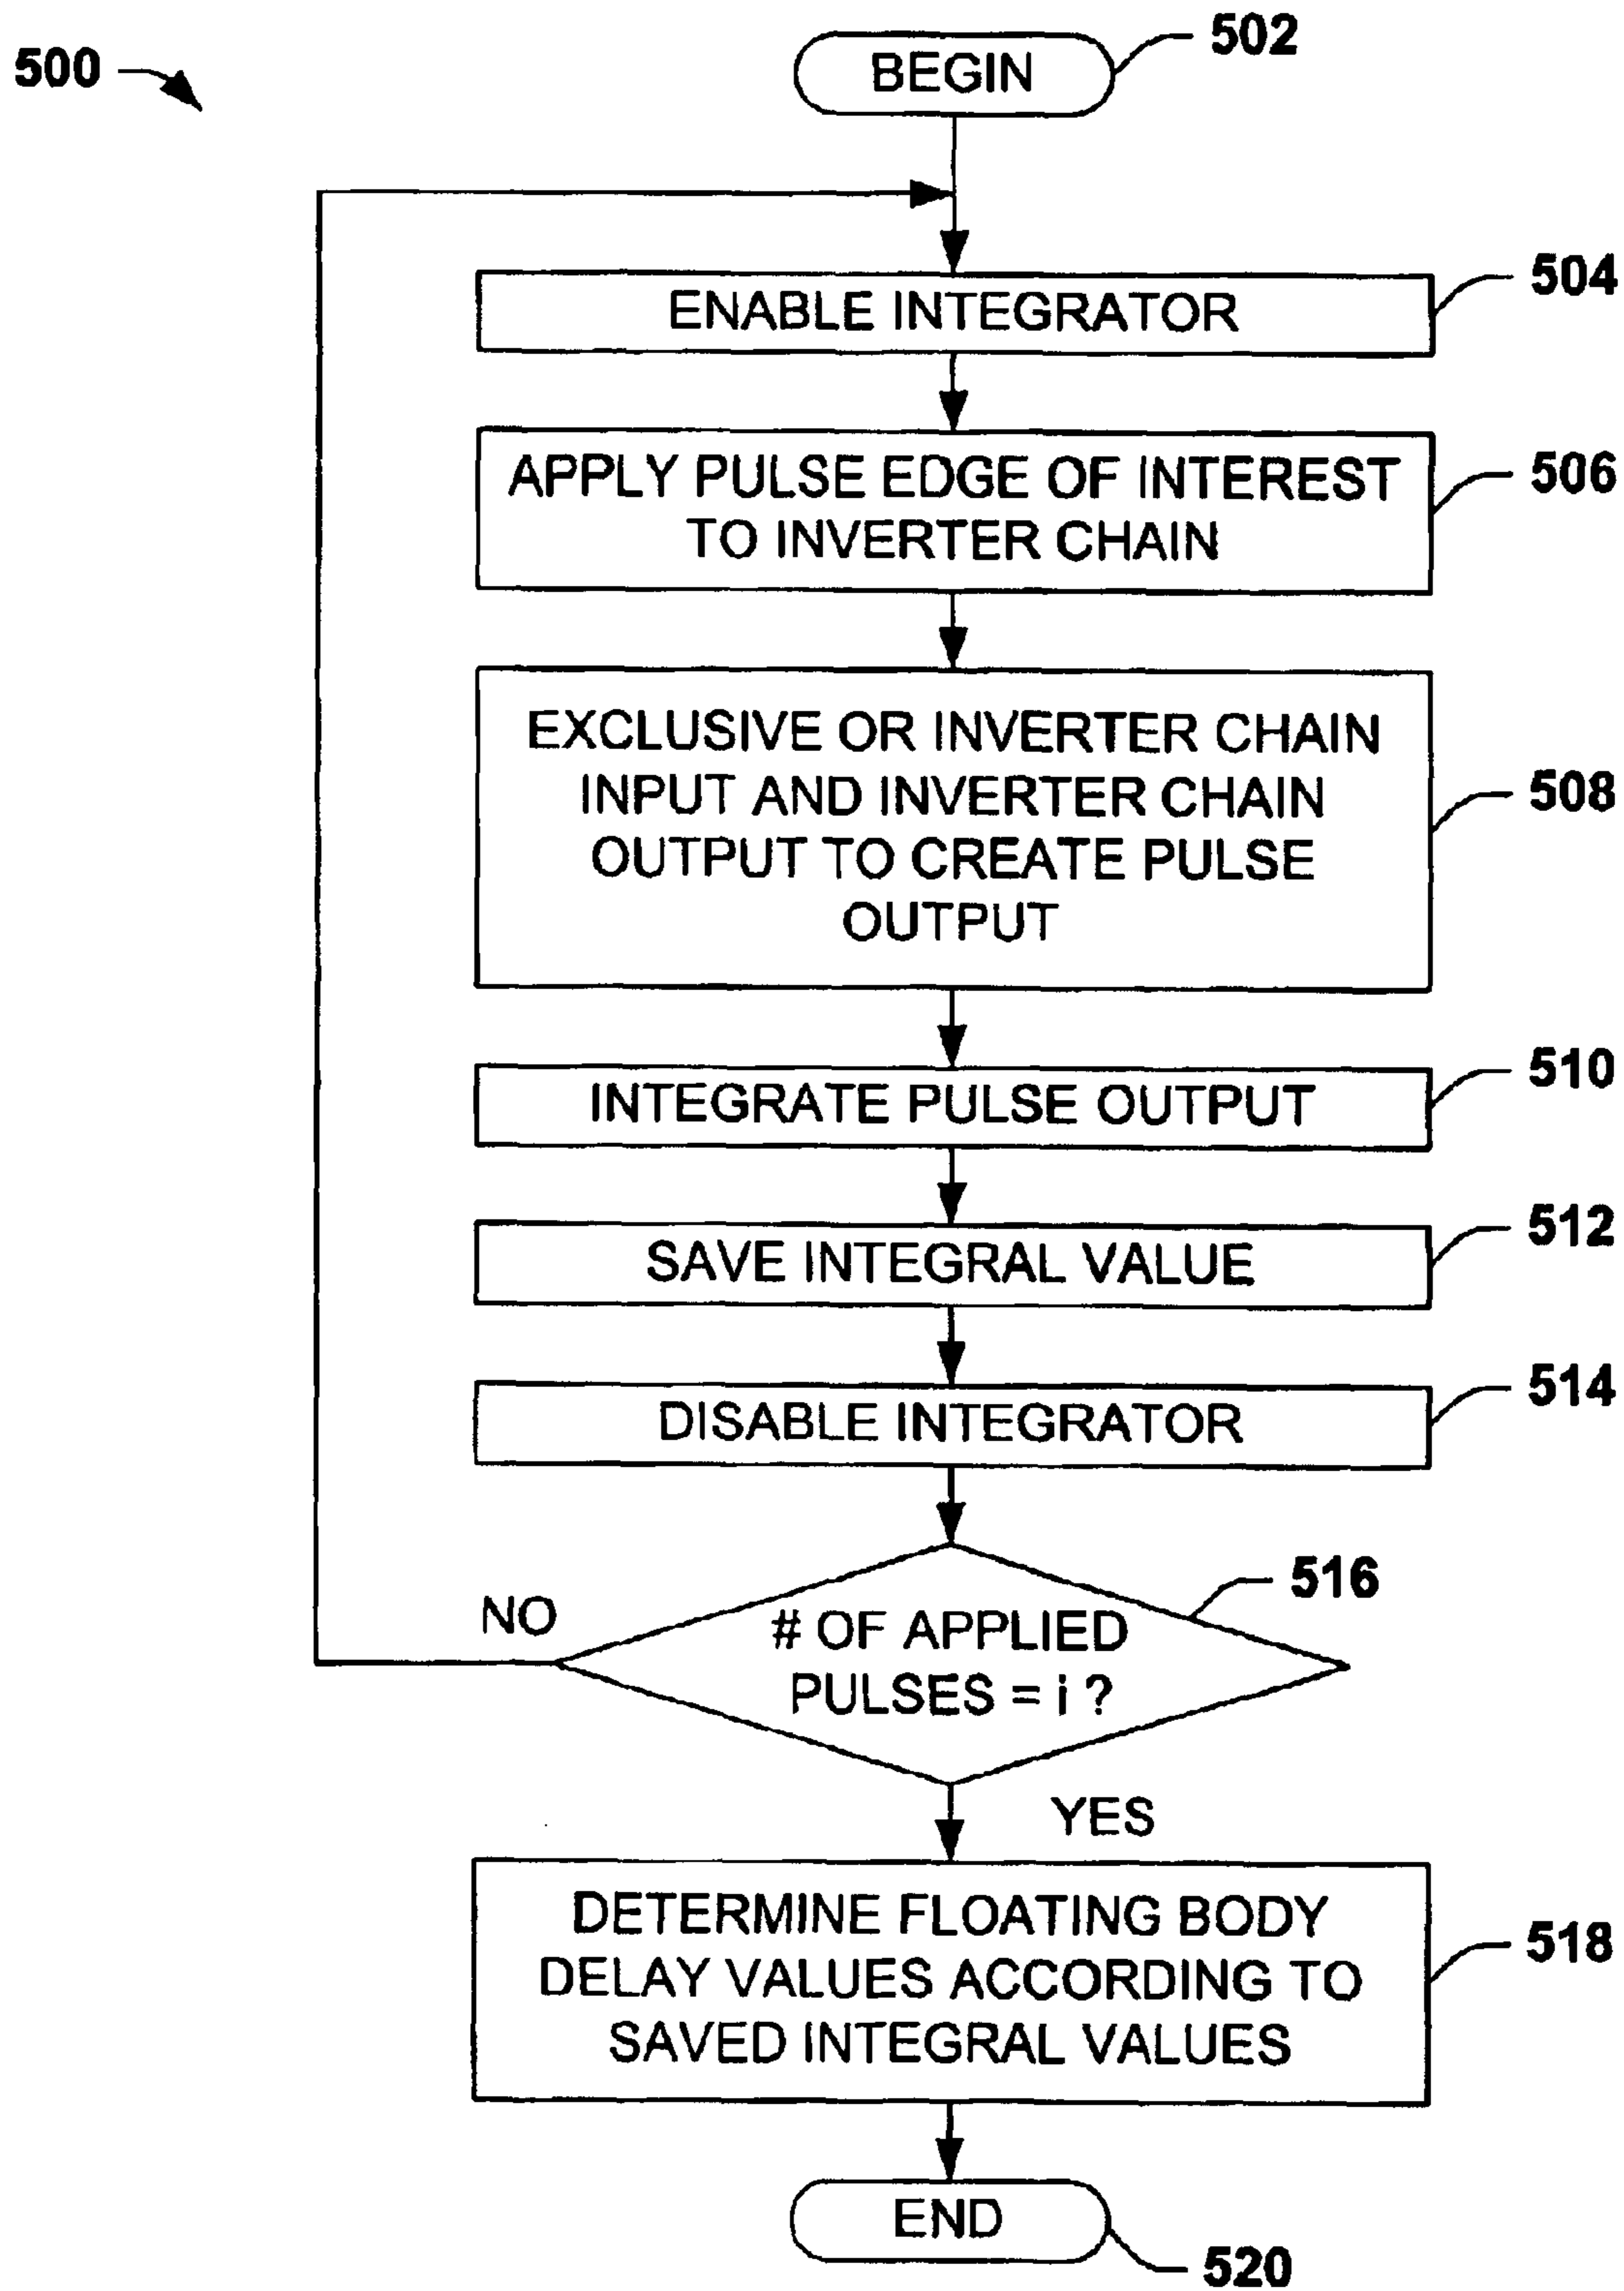 500
BEGIN
502
ENABLE INTEGRATOR
504
APPLY PULSE EDGE OF INTEREST
TO INVERTER CHAIN
506
EXCLUSIVE OR INVERTER CHAIN
INPUT AND INVERTER CHAIN
OUTPUT TO CREATE PULSE
OUTPUT
508
INTEGRATE PULSE OUTPUT
510
SAVE INTEGRAL VALUE
512
DISABLE INTEGRATOR
514
# OF APPLIED
PULSES = i ?
516
NO
YES
DETERMINE FLOATING BODY
DELAY VALUES ACCORDING TO
SAVED INTEGRAL VALUES
518
END
520